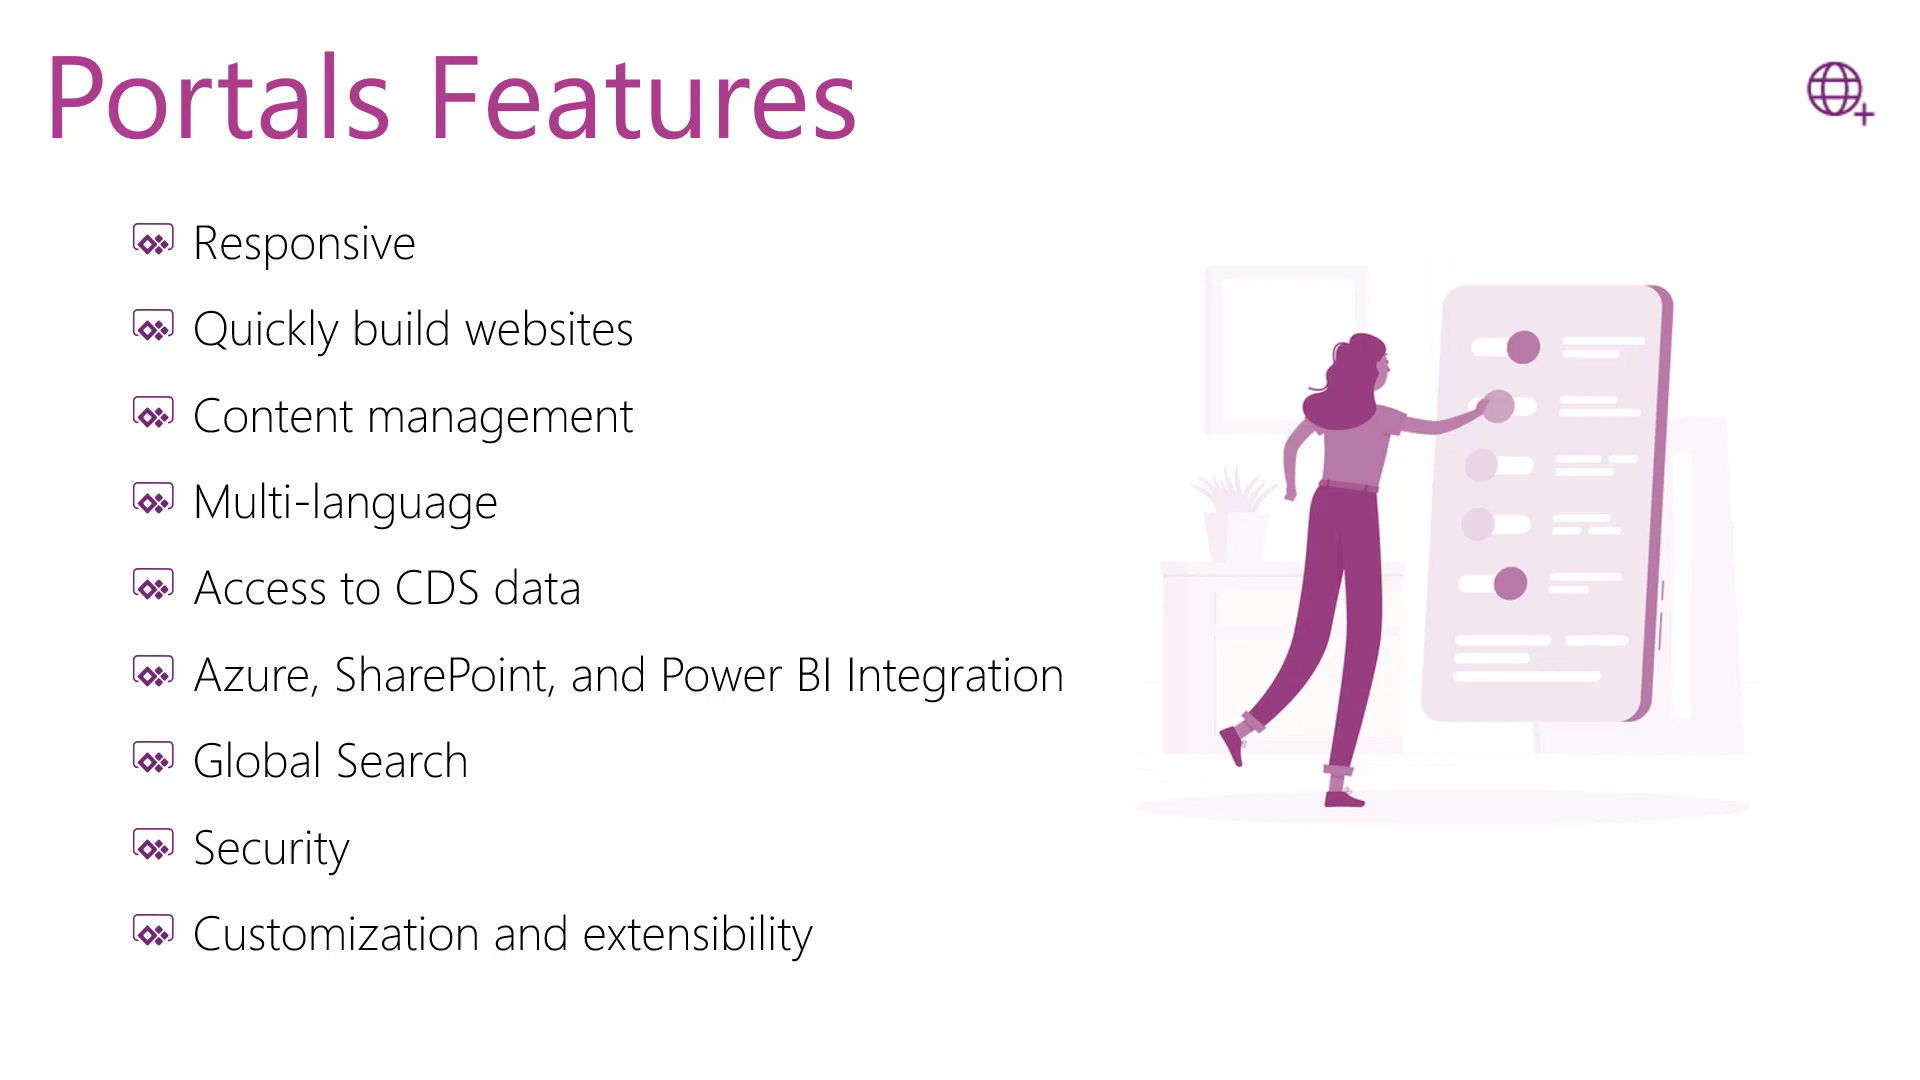 Portals Features
Responsive
Quickly build websites
Content management
Multi-language
Access to CDS data
Azure, SharePoint, and Power BI Integration
Global Search
Security
Customization and extensibility